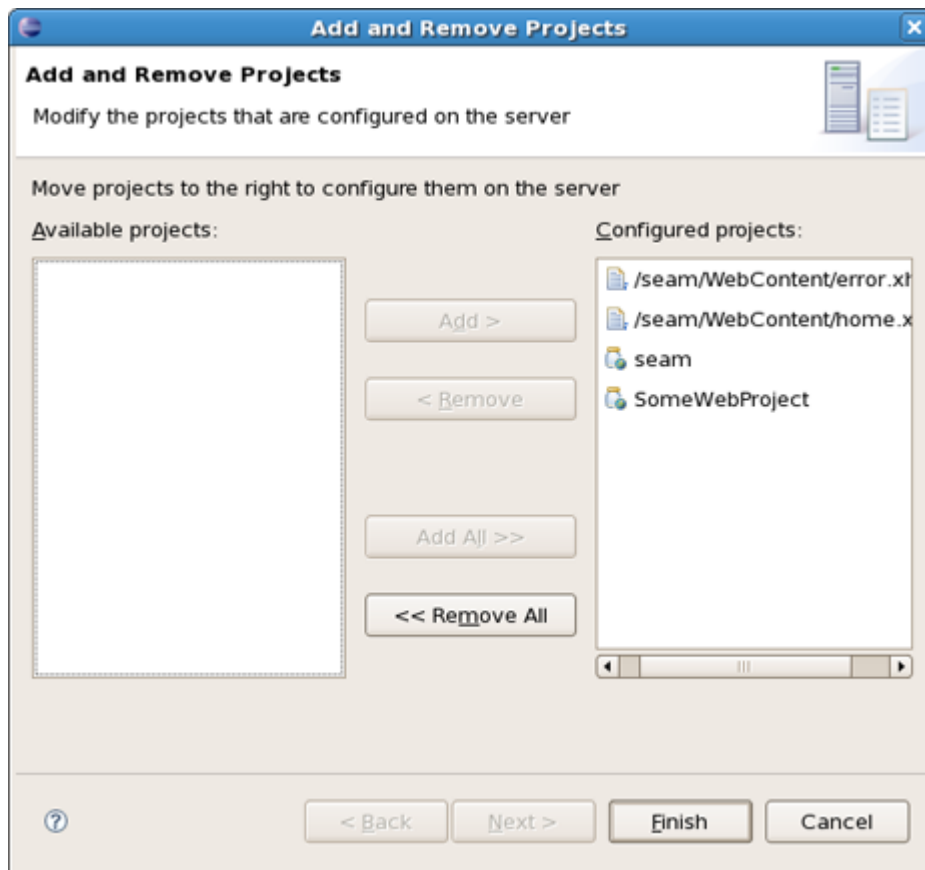 Add and Remove Projects
Add and Remove Projects
Modify the projects that are configured on the server
Move projects to the right to configure them on the server
Available projects:
Configured projects:
/seam/WebContent/error.xh
/seam/WebContent/home.x
seam
SomeWebProject
Add >
< Remove
Add All >>
<< Remove All
?
< Back
Next >
Finish
Cancel